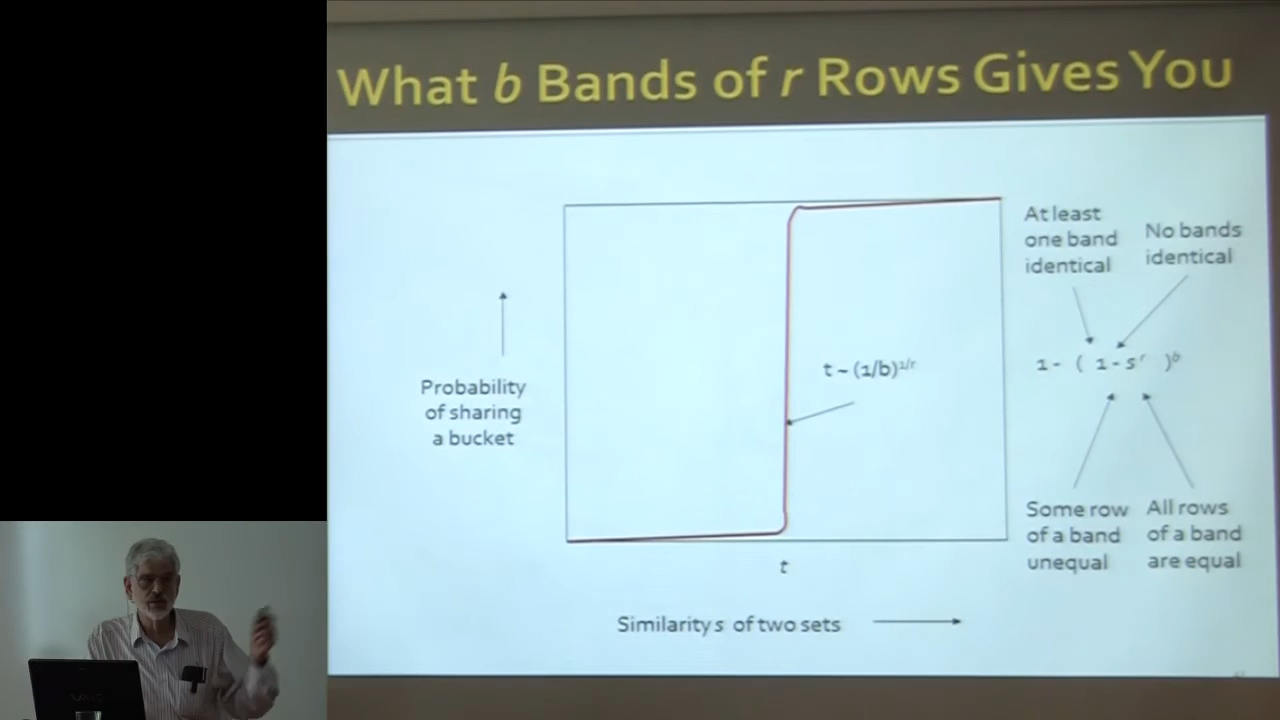 What b Bands of r Rows Gives You
At least
one band
identical
No bands
identical
t ~ (1/b)^1/r
1 - ( 1 - s^r )^b
Probability
of sharing
a bucket
Some row
of a band
unequal
All rows
of a band
are equal
t
Similarity s of two sets